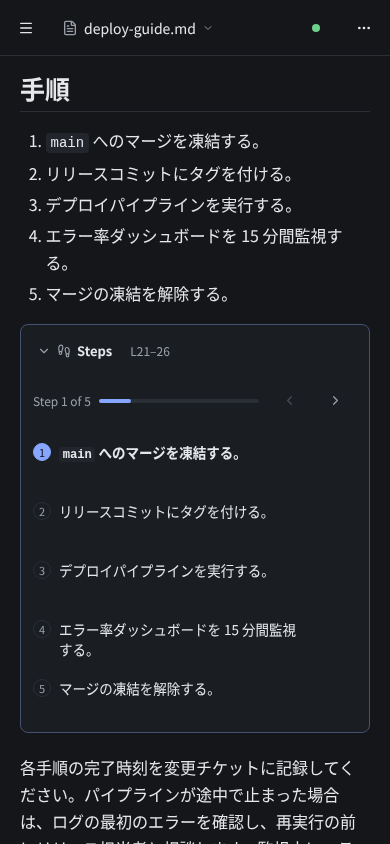 deploy-guide.md
手順
1. main へのマージを凍結する。
2. リリースコミットにタグを付ける。
3. デプロイパイプラインを実行する。
4. エラー率ダッシュボードを 15 分間監視す
る。
5. マージの凍結を解除する。
Steps L21–26
Step 1 of 5
1 main へのマージを凍結する。
2 リリースコミットにタグを付ける。
3 デプロイパイプラインを実行する。
4 エラー率ダッシュボードを 15 分間監視
する。
5 マージの凍結を解除する。
各手順の完了時刻を変更チケットに記録してく
ださい。パイプラインが途中で止まった場合
は、ログの最初のエラーを確認し、再実行の前